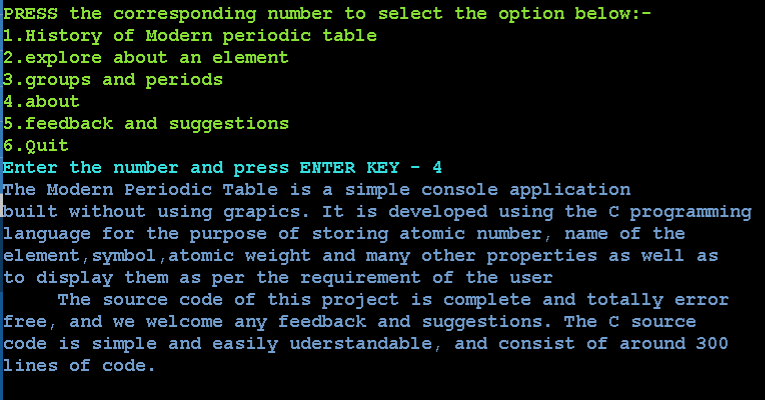 PRESS the corresponding number to select the option below:-
1.History of Modern periodic table
2.explore about an element
3.groups and periods
4.about
5.feedback and suggestions
6.Quit
Enter the number and press ENTER KEY - 4
The Modern Periodic Table is a simple console application
built without using grapics. It is developed using the C programming
language for the purpose of storing atomic number, name of the
element,symbol,atomic weight and many other properties as well as
to display them as per the requirement of the user
The source code of this project is complete and totally error
free, and we welcome any feedback and suggestions. The C source
code is simple and easily uderstandable, and consist of around 300
lines of code.